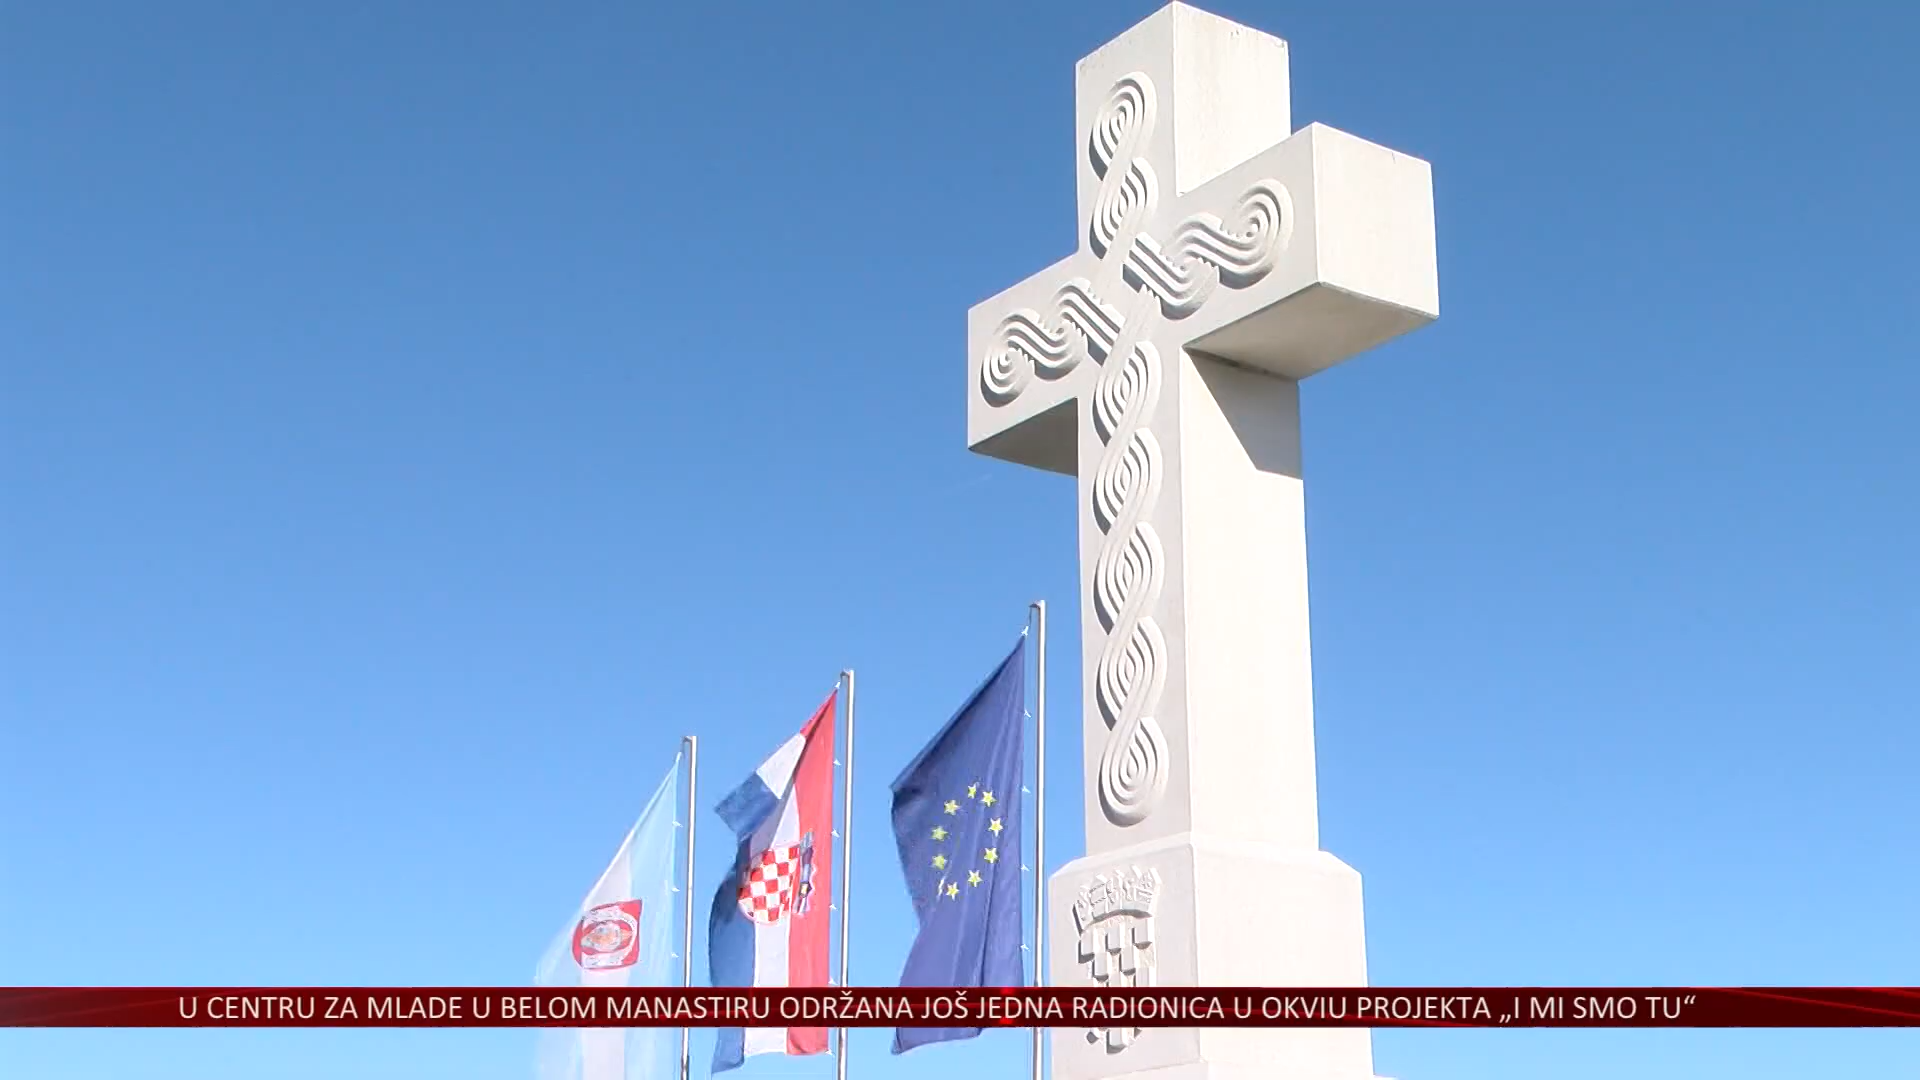 U CENTRU ZA MLADE U BELOM MANASTIRU ODRŽANA JOŠ JEDNA RADIONICA U OKVIU PROJEKTA „I MI SMO TU“